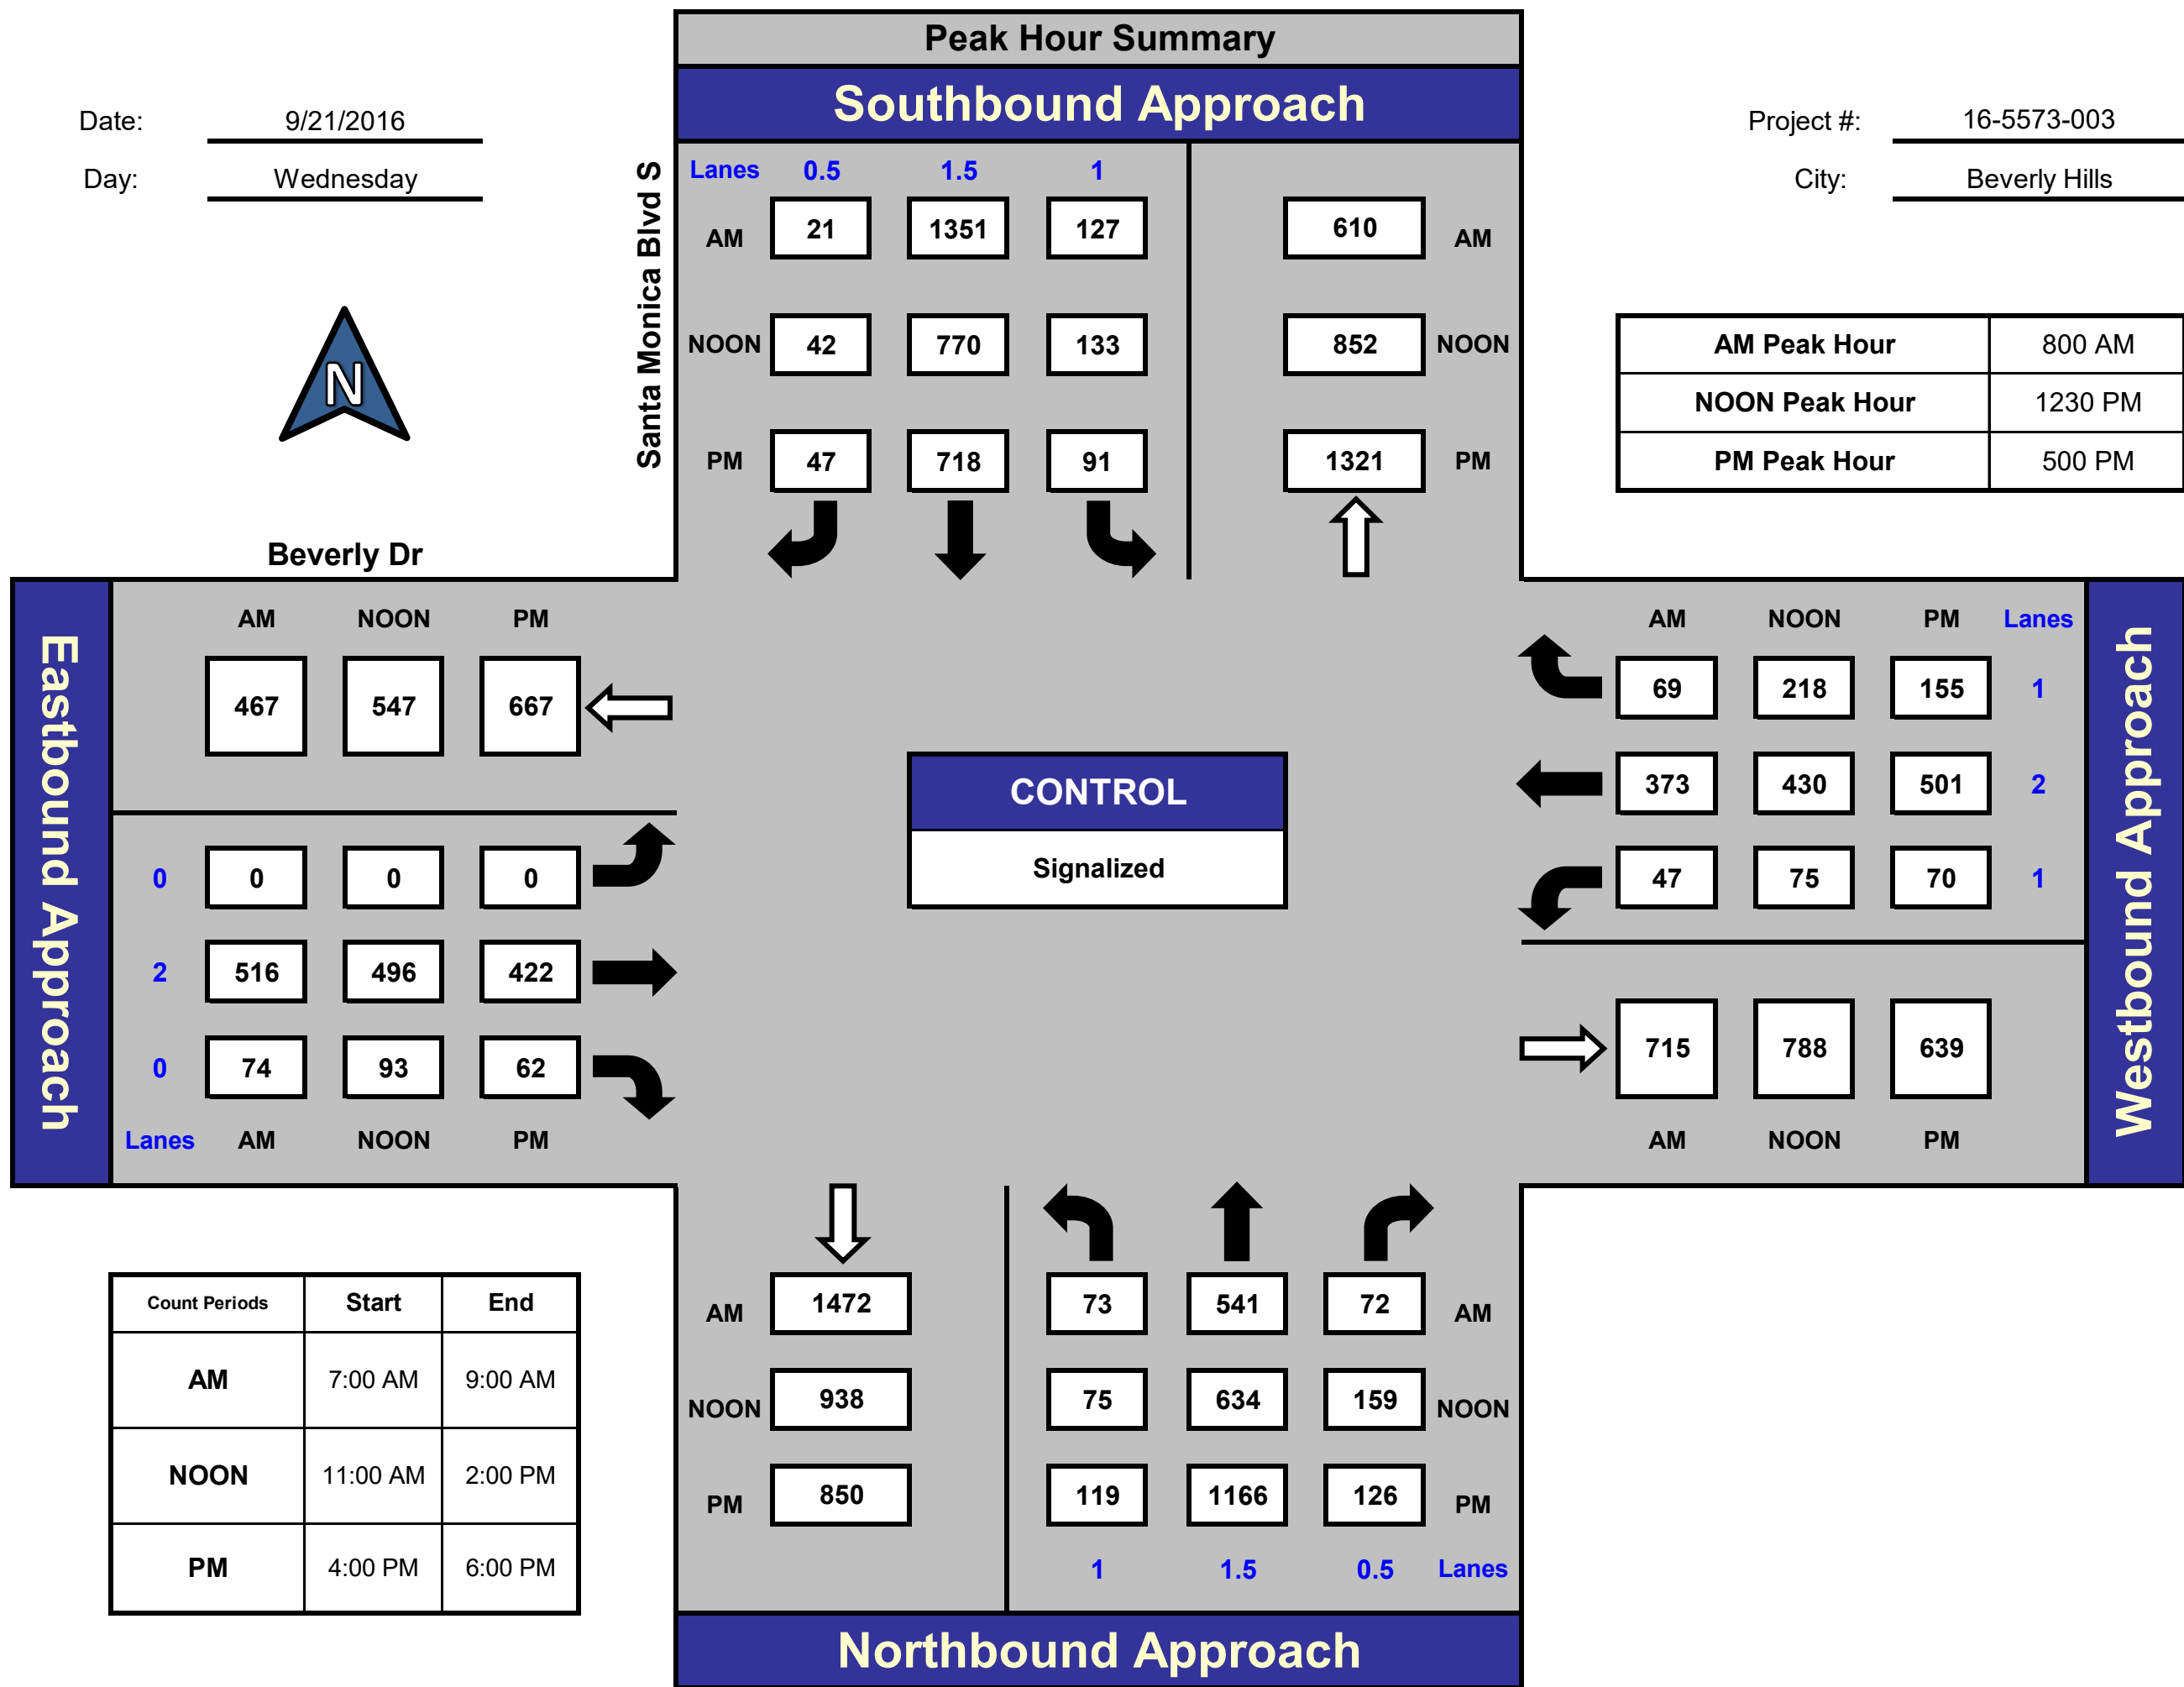 Peak Hour Summary
Southbound Approach
Date: 9/21/2016
Project #: 16-5573-003
Day: Wednesday
City: Beverly Hills
Santa Monica Blvd S
Lanes 0.5 1.5 1
AM 21 1351 127 610 AM
NOON 42 770 133 852 NOON
PM 47 718 91 1321 PM
N
AM Peak Hour 800 AM
NOON Peak Hour 1230 PM
PM Peak Hour 500 PM
Beverly Dr
Eastbound Approach
AM NOON PM
467 547 667
0 0 0 0
2 516 496 422
0 74 93 62
Lanes AM NOON PM
CONTROL
Signalized
AM NOON PM Lanes
69 218 155 1
373 430 501 2
47 75 70 1
715 788 639
AM NOON PM
Westbound Approach
Count Periods Start End
AM 7:00 AM 9:00 AM
NOON 11:00 AM 2:00 PM
PM 4:00 PM 6:00 PM
AM 1472 73 541 72 AM
NOON 938 75 634 159 NOON
PM 850 119 1166 126 PM
1 1.5 0.5 Lanes
Northbound Approach